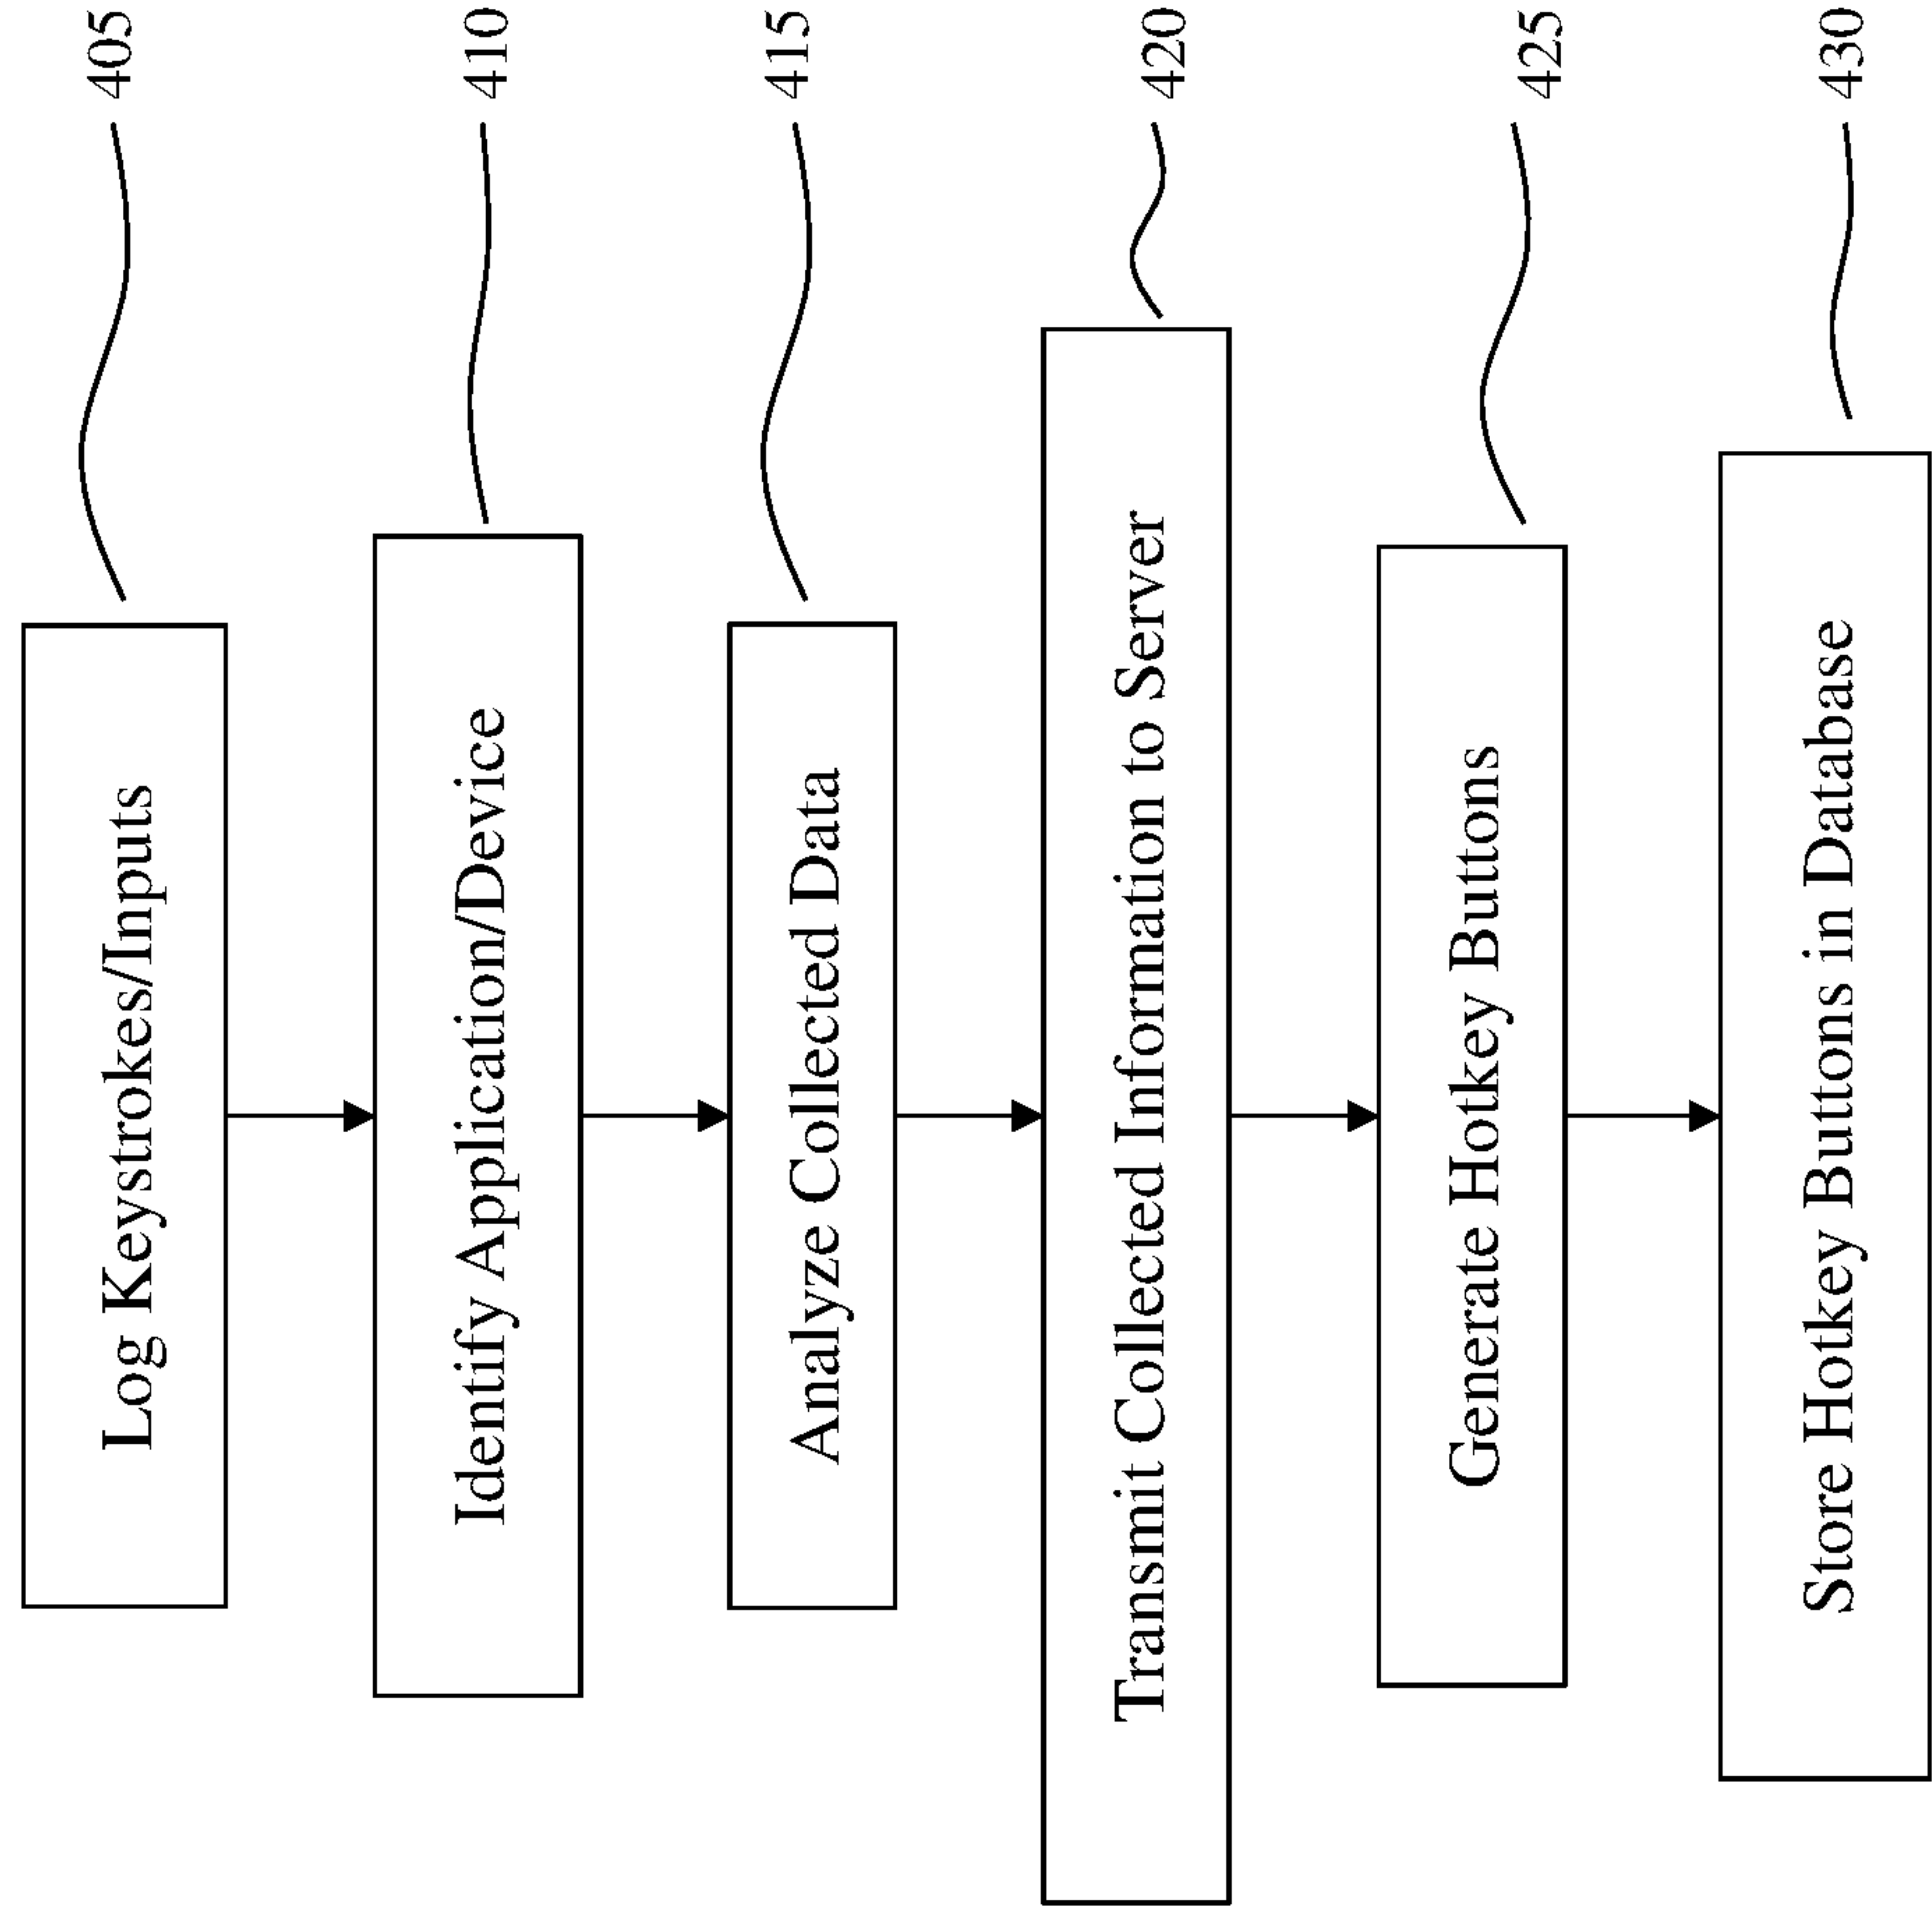 Log Keystrokes/Inputs
405
Identify Application/Device
410
Analyze Collected Data
415
Transmit Collected Information to Server
420
Generate Hotkey Buttons
425
Store Hotkey Buttons in Database
430